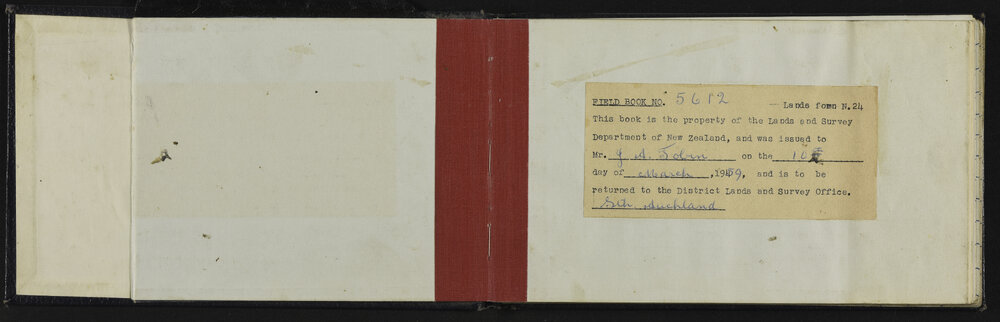 FIELD BOOK NO. 5612 — Lands form N.24
This book is the property of the Lands and Survey
Department of New Zealand, and was issued to
Mr. J. A. Tobin on the 10
day of March ,1959, and is to be
returned to the District Lands and Survey Office.
Sth. Auckland